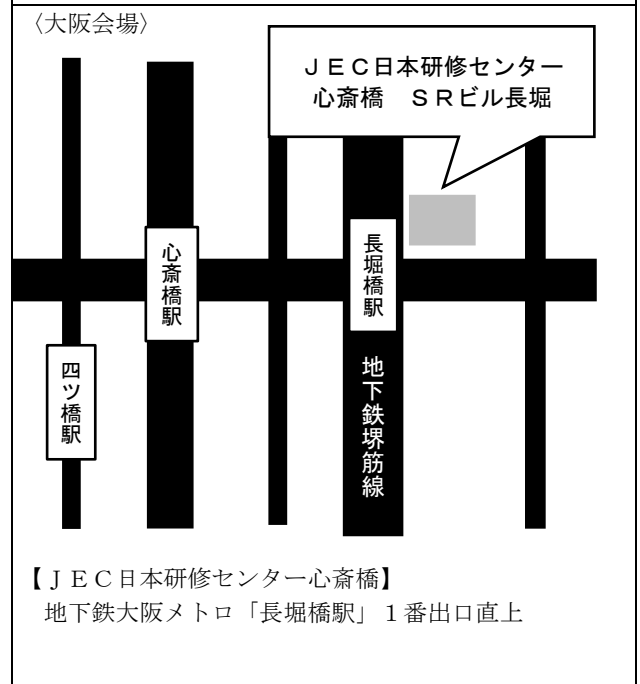 〈大阪会場〉
ＪＥＣ日本研修センター
心斎橋　ＳＲビル長堀
心斎橋駅
長堀橋駅
四ツ橋駅
地下鉄堺筋線
【ＪＥＣ日本研修センター心斎橋】
地下鉄大阪メトロ「長堀橋駅」１番出口直上